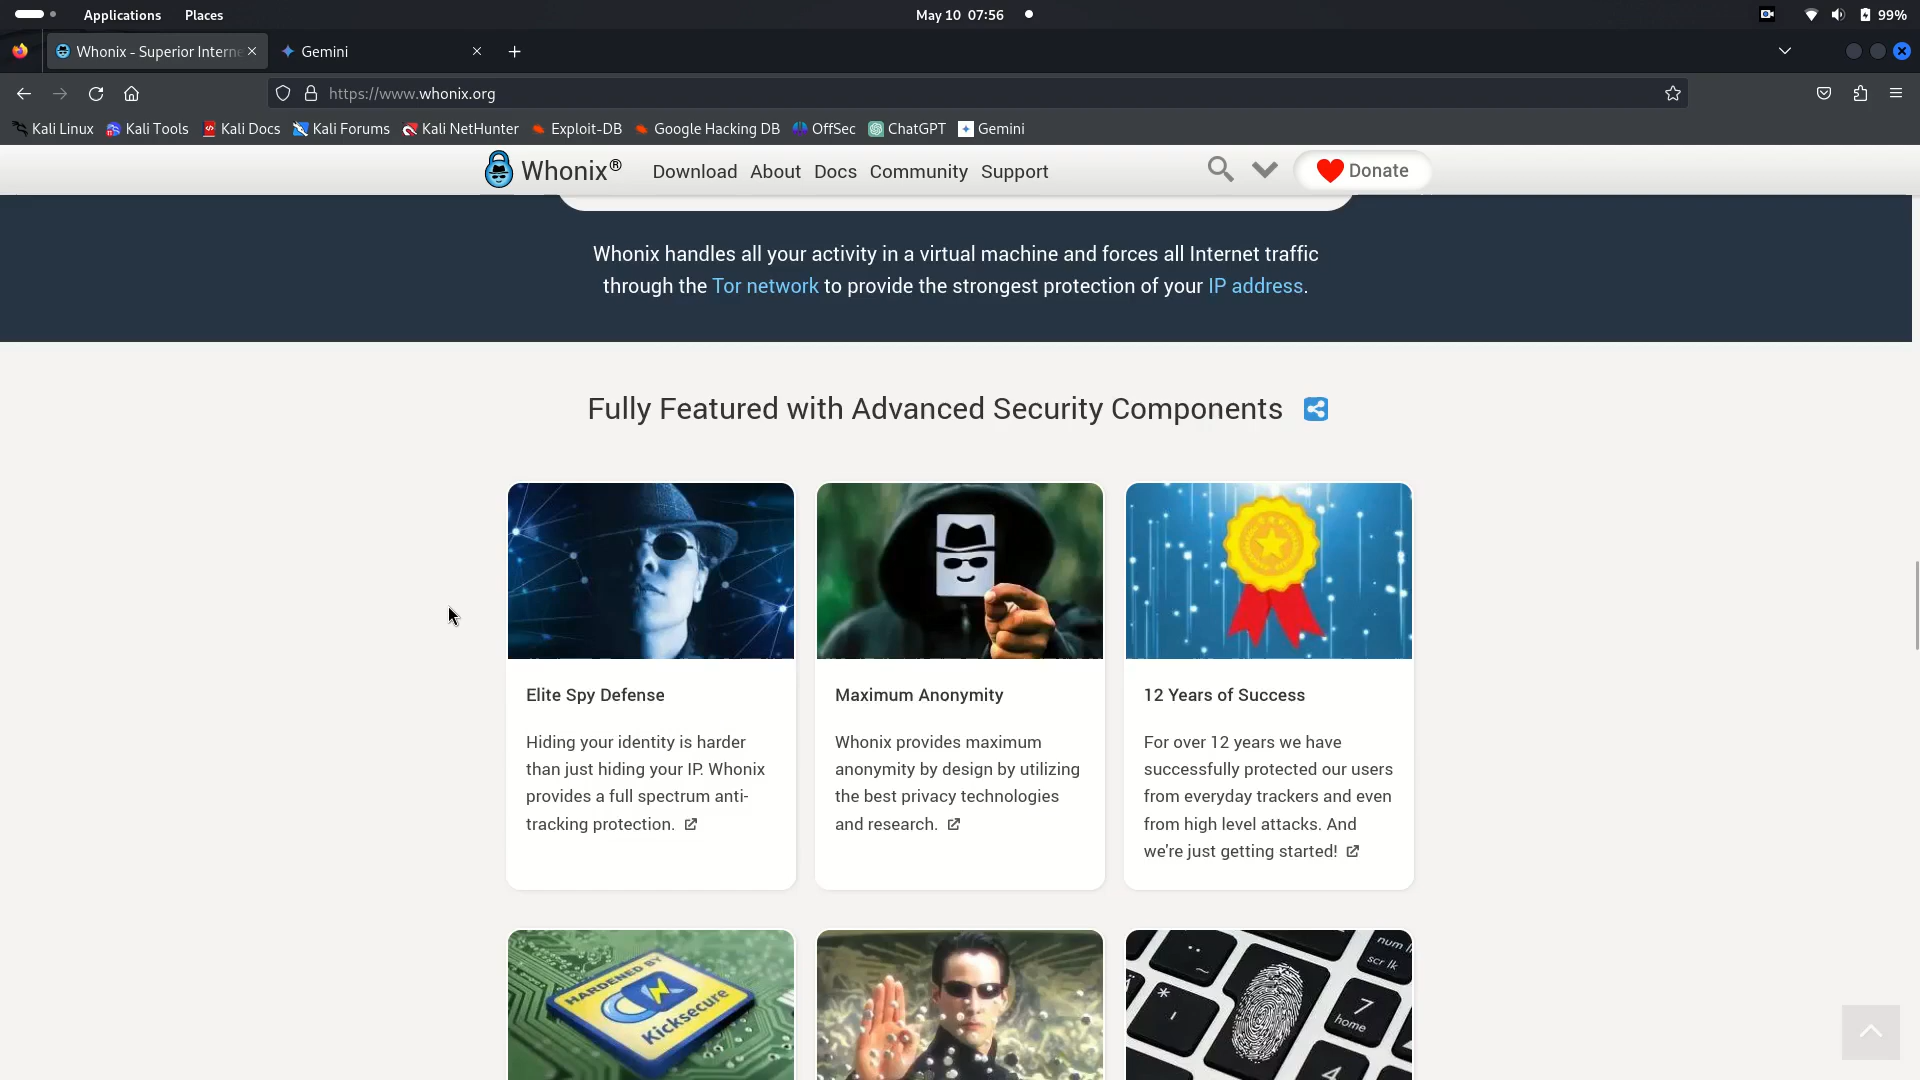 Applications Places May 10 07:56 99%
Whonix - Superior Interne
Gemini
https://www.whonix.org
Kali Linux Kali Tools Kali Docs Kali Forums Kali NetHunter Exploit-DB Google Hacking DB OffSec ChatGPT Gemini
Whonix® Download About Docs Community Support Donate
Whonix handles all your activity in a virtual machine and forces all Internet traffic
through the Tor network to provide the strongest protection of your IP address.
Fully Featured with Advanced Security Components
Elite Spy Defense
Hiding your identity is harder
than just hiding your IP. Whonix
provides a full spectrum anti-
tracking protection.
Maximum Anonymity
Whonix provides maximum
anonymity by design by utilizing
the best privacy technologies
and research.
12 Years of Success
For over 12 years we have
successfully protected our users
from everyday trackers and even
from high level attacks. And
we're just getting started!
HARDENED BY
Kicksecure
num l
scr lk
7
home
4